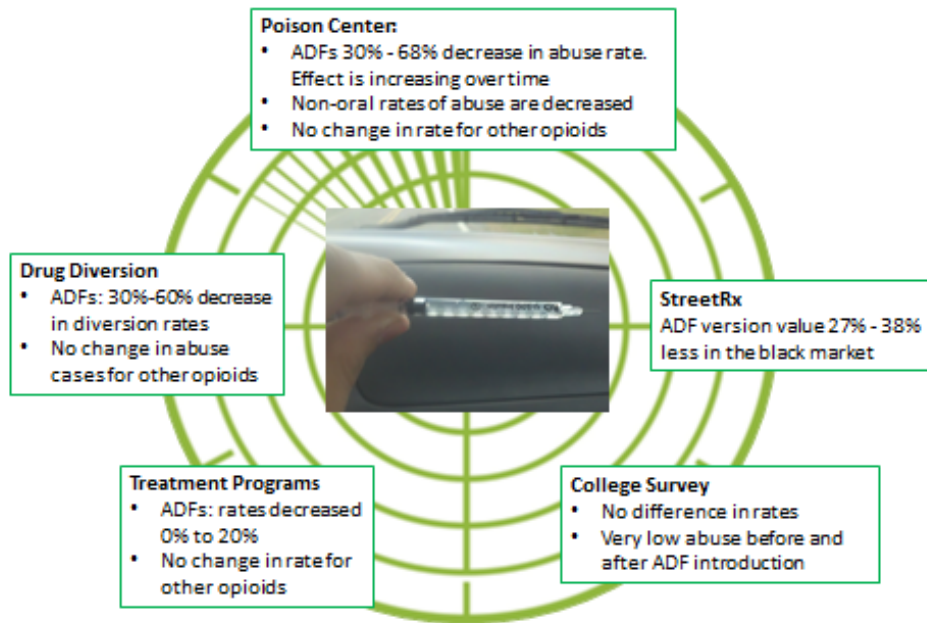 Poison Center:
• ADFs 30% - 68% decrease in abuse rate.
Effect is increasing over time
• Non-oral rates of abuse are decreased
• No change in rate for other opioids
Drug Diversion
• ADFs: 30%-60% decrease
in diversion rates
• No change in abuse
cases for other opioids
StreetRx
ADF version value 27% - 38%
less in the black market
Treatment Programs
• ADFs: rates decreased
0% to 20%
• No change in rate for
other opioids
College Survey
• No difference in rates
• Very low abuse before and
after ADF introduction